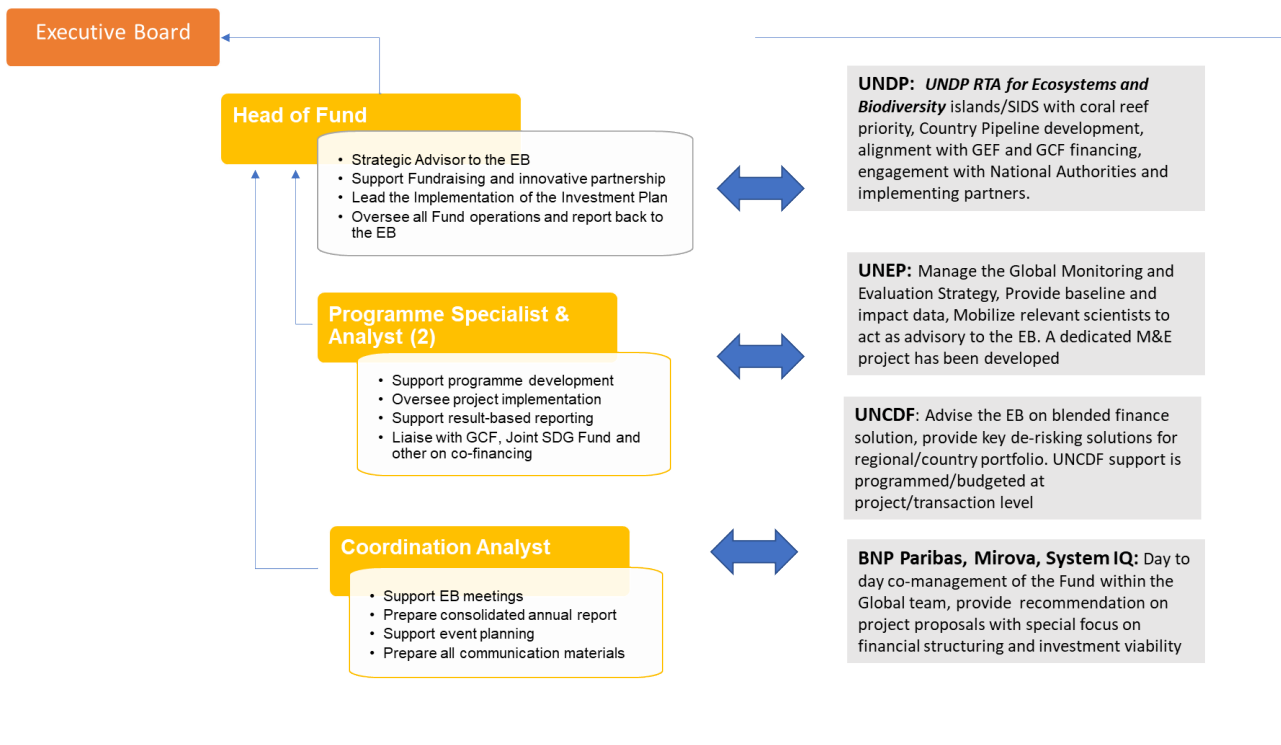 Executive Board
Head of Fund
• Strategic Advisor to the EB
• Support Fundraising and innovative partnership
• Lead the Implementation of the Investment Plan
• Oversee all Fund operations and report back to
the EB
Programme Specialist &
Analyst (2)
• Support programme development
• Oversee project implementation
• Support result-based reporting
• Liaise with GCF, Joint SDG Fund and
other on co-financing
Coordination Analyst
• Support EB meetings
• Prepare consolidated annual report
• Support event planning
• Prepare all communication materials
UNDP: UNDP RTA for Ecosystems and
Biodiversity islands/SIDS with coral reef
priority, Country Pipeline development,
alignment with GEF and GCF financing,
engagement with National Authorities and
implementing partners.
UNEP: Manage the Global Monitoring and
Evaluation Strategy, Provide baseline and
impact data, Mobilize relevant scientists to
act as advisory to the EB. A dedicated M&E
project has been developed
UNCDF: Advise the EB on blended finance
solution, provide key de-risking solutions for
regional/country portfolio. UNCDF support is
programmed/budgeted at
project/transaction level
BNP Paribas, Mirova, System IQ: Day to
day co-management of the Fund within the
Global team, provide recommendation on
project proposals with special focus on
financial structuring and investment viability